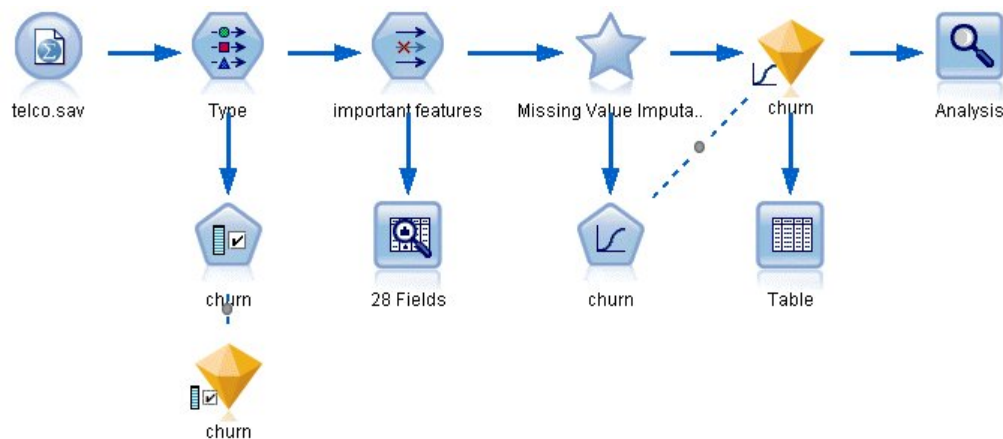 telco.sav
Type
important features
Missing Value Imputa..
churn
Analysis
churn
28 Fields
churn
Table
churn